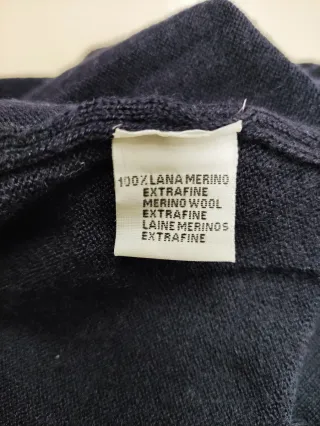 100% LANA MERINO
EXTRAFINE
MERINO WOOL
EXTRAFINE
LAINE MERINOS
EXTRAFINE